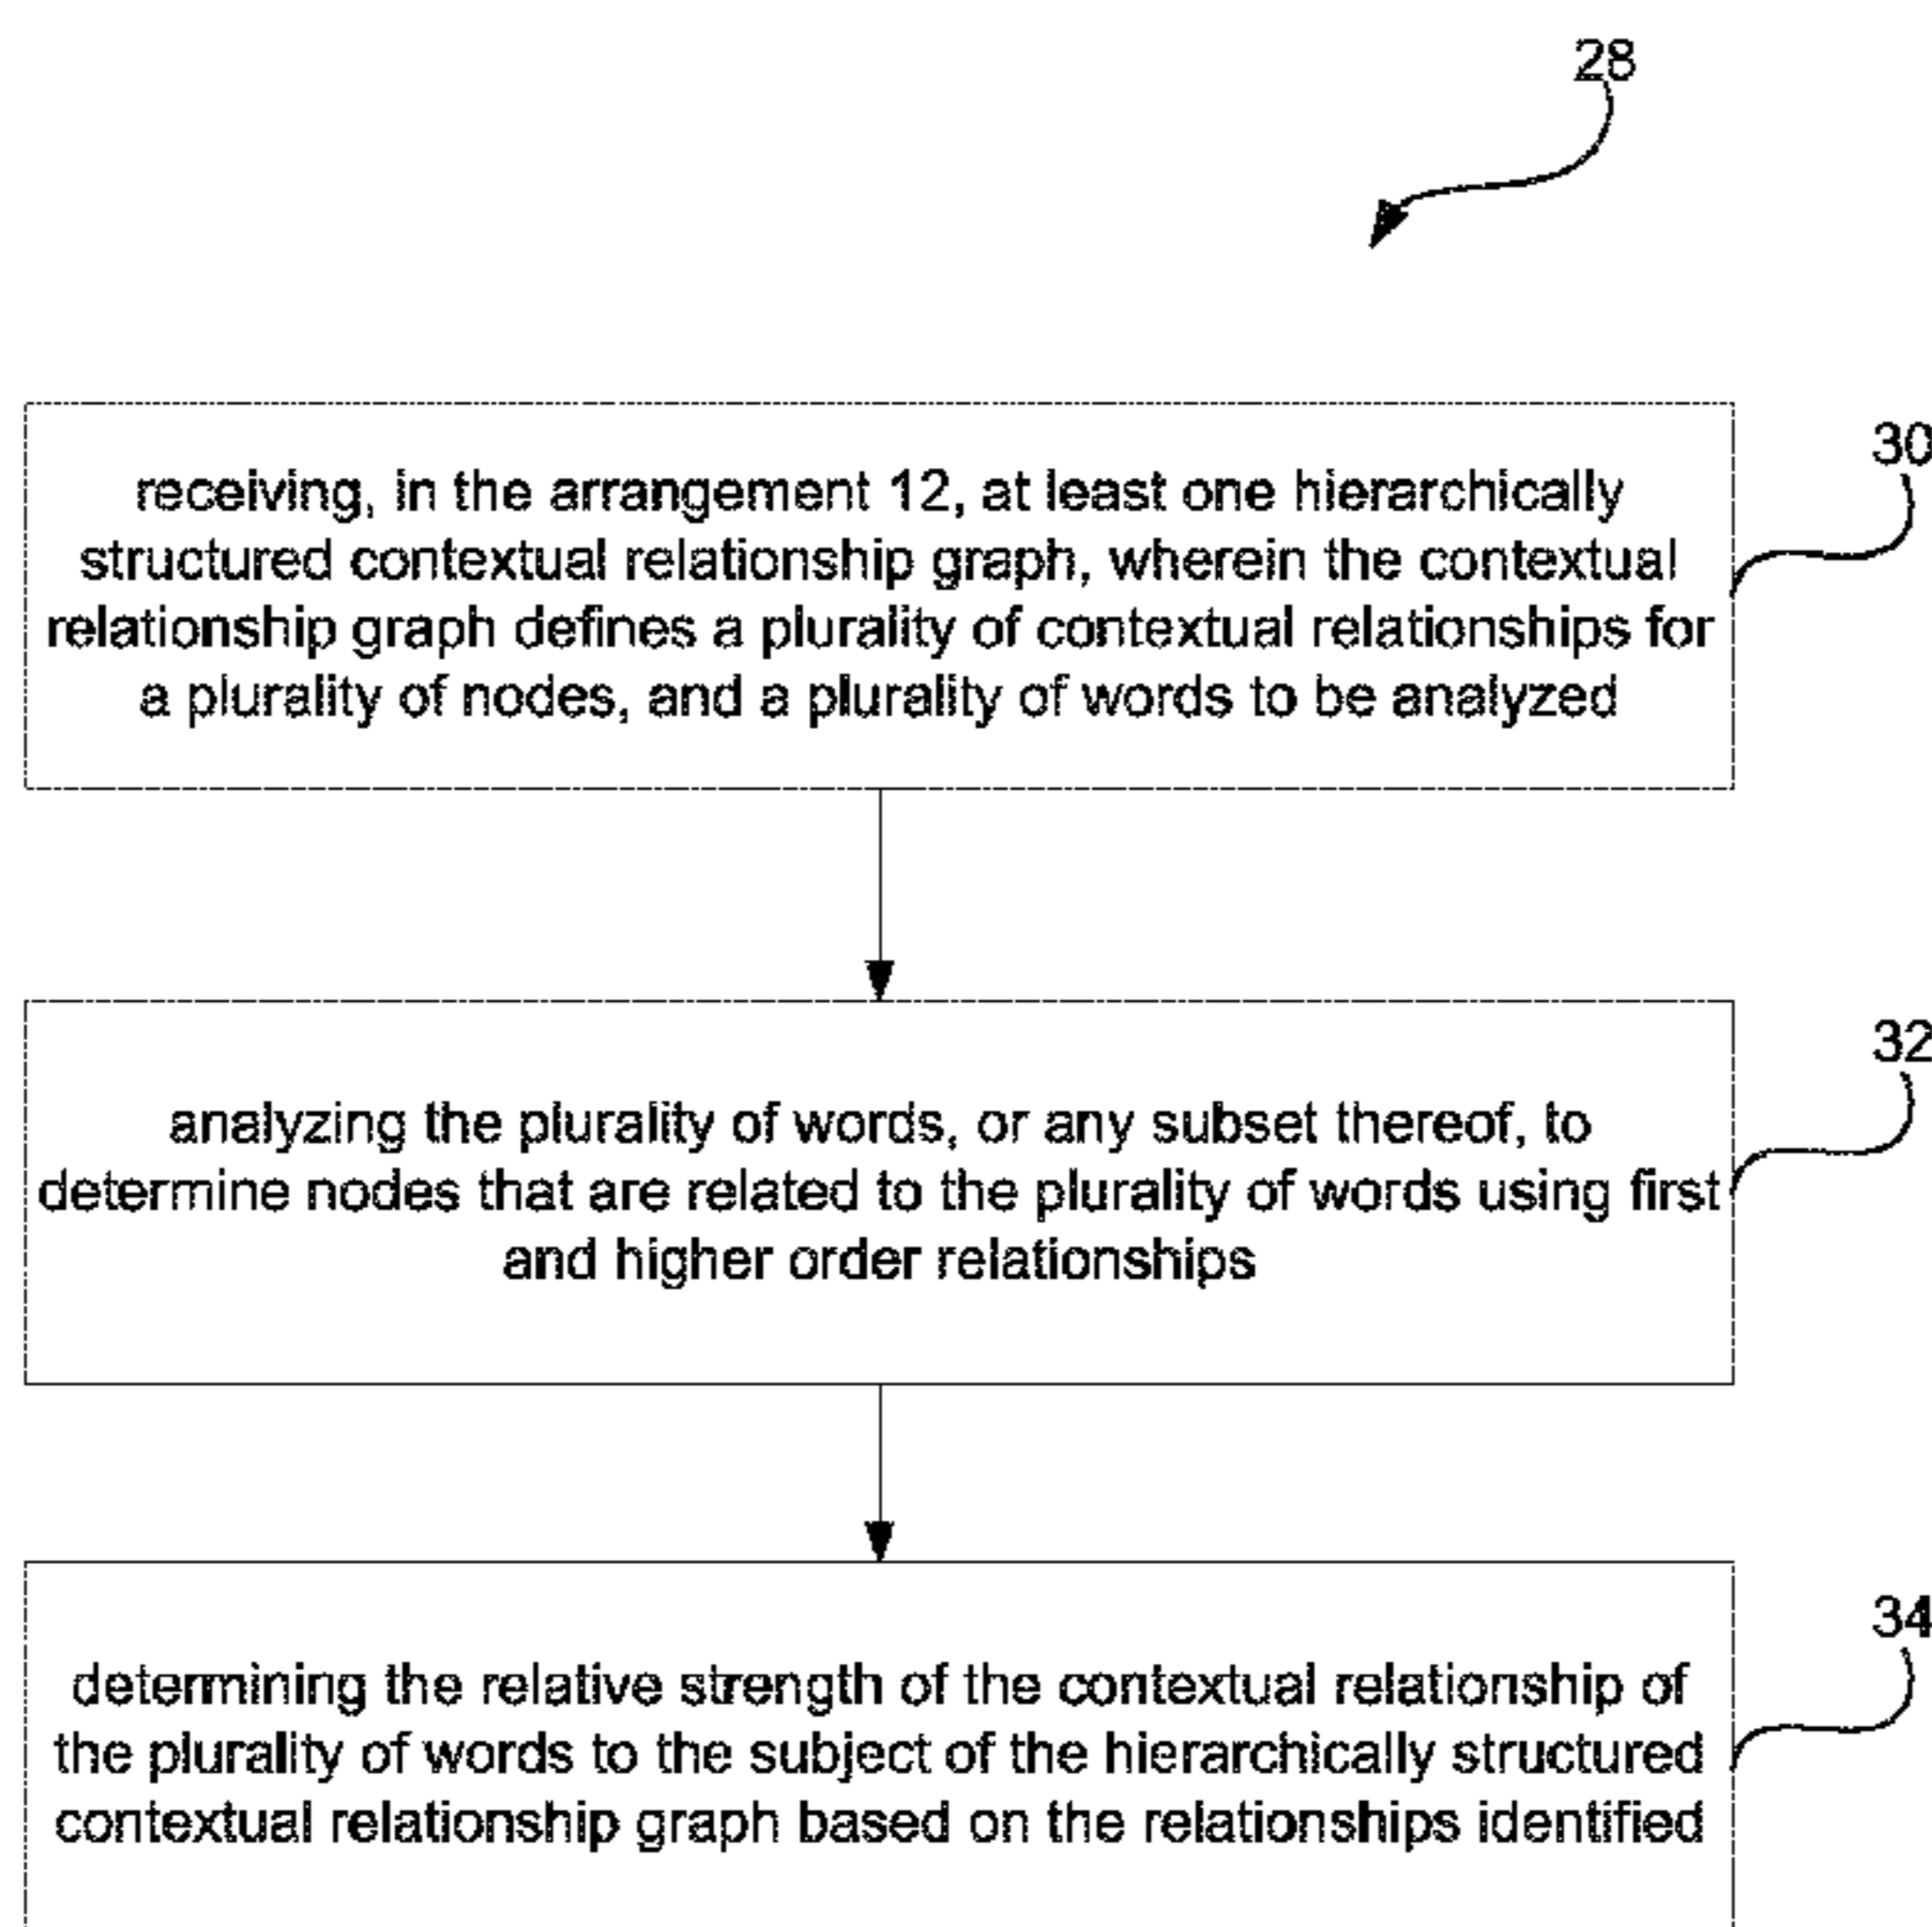 28
30
receiving, in the arrangement 12, at least one hierarchically
structured contextual relationship graph, wherein the contextual
relationship graph defines a plurality of contextual relationships for
a plurality of nodes, and a plurality of words to be analyzed
32
analyzing the plurality of words, or any subset thereof, to
determine nodes that are related to the plurality of words using first
and higher order relationships
34
determining the relative strength of the contextual relationship of
the plurality of words to the subject of the hierarchically structured
contextual relationship graph based on the relationships identified